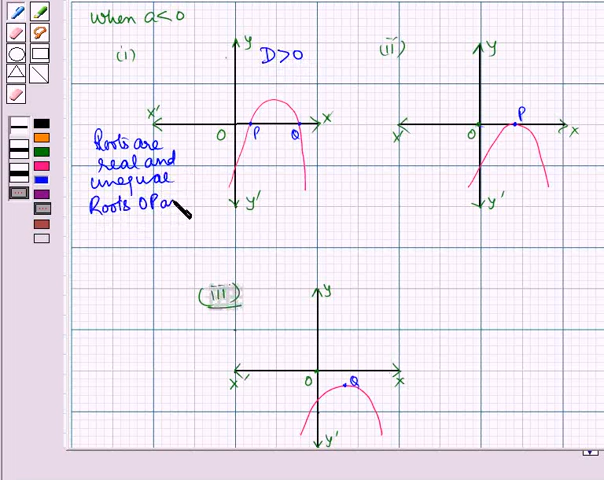 When a<0
(i)
D>0
(ii)
Y
Y
X'
X
O
P
Q
X'
O
P
X
Roots are
real and
unequal
Roots OP a
Y'
Y'
(iii)
Y
X'
O
Q
X
Y'